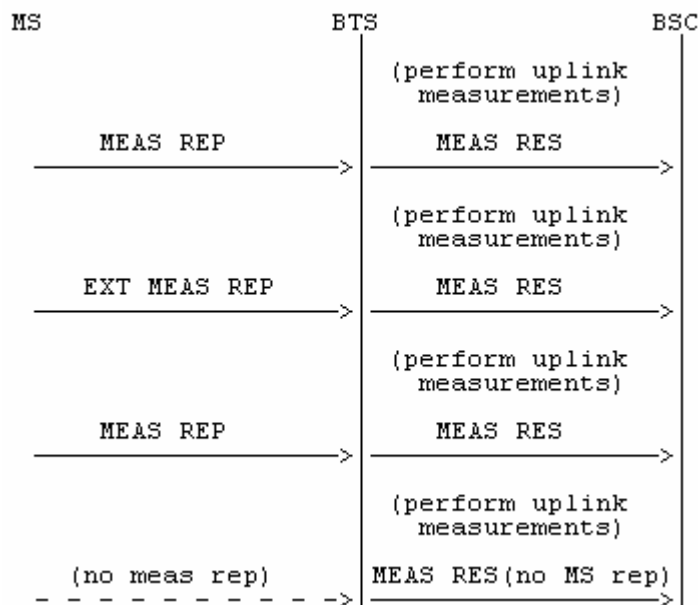 MS BTS BSC
(perform uplink
measurements)
MEAS REP MEAS RES
(perform uplink
measurements)
EXT MEAS REP MEAS RES
(perform uplink
measurements)
MEAS REP MEAS RES
(perform uplink
measurements)
(no meas rep) MEAS RES(no MS rep)